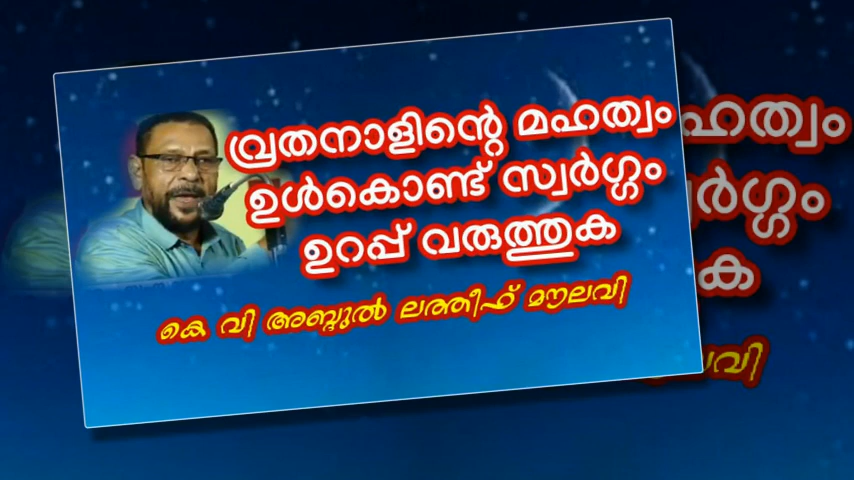 വ്രതനാളിന്റെ മഹത്വം
ഉൾകൊണ്ട് സ്വർഗ്ഗം
ഉറപ്പ് വരുത്തുക
കെ വി അബ്ദുൽ ലത്തീഫ് മൗലവി